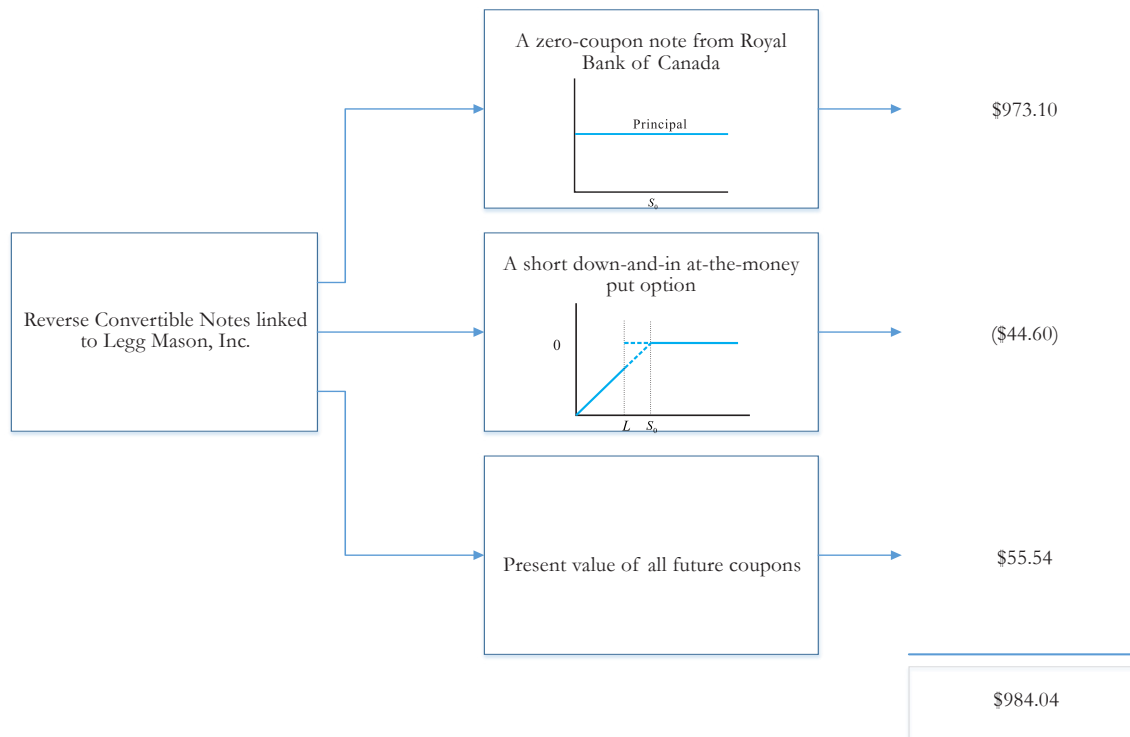 A zero-coupon note from Royal
Bank of Canada
Principal
S0
$973.10
Reverse Convertible Notes linked
to Legg Mason, Inc.
A short down-and-in at-the-money
put option
0
L S0
($44.60)
Present value of all future coupons
$55.54
$984.04